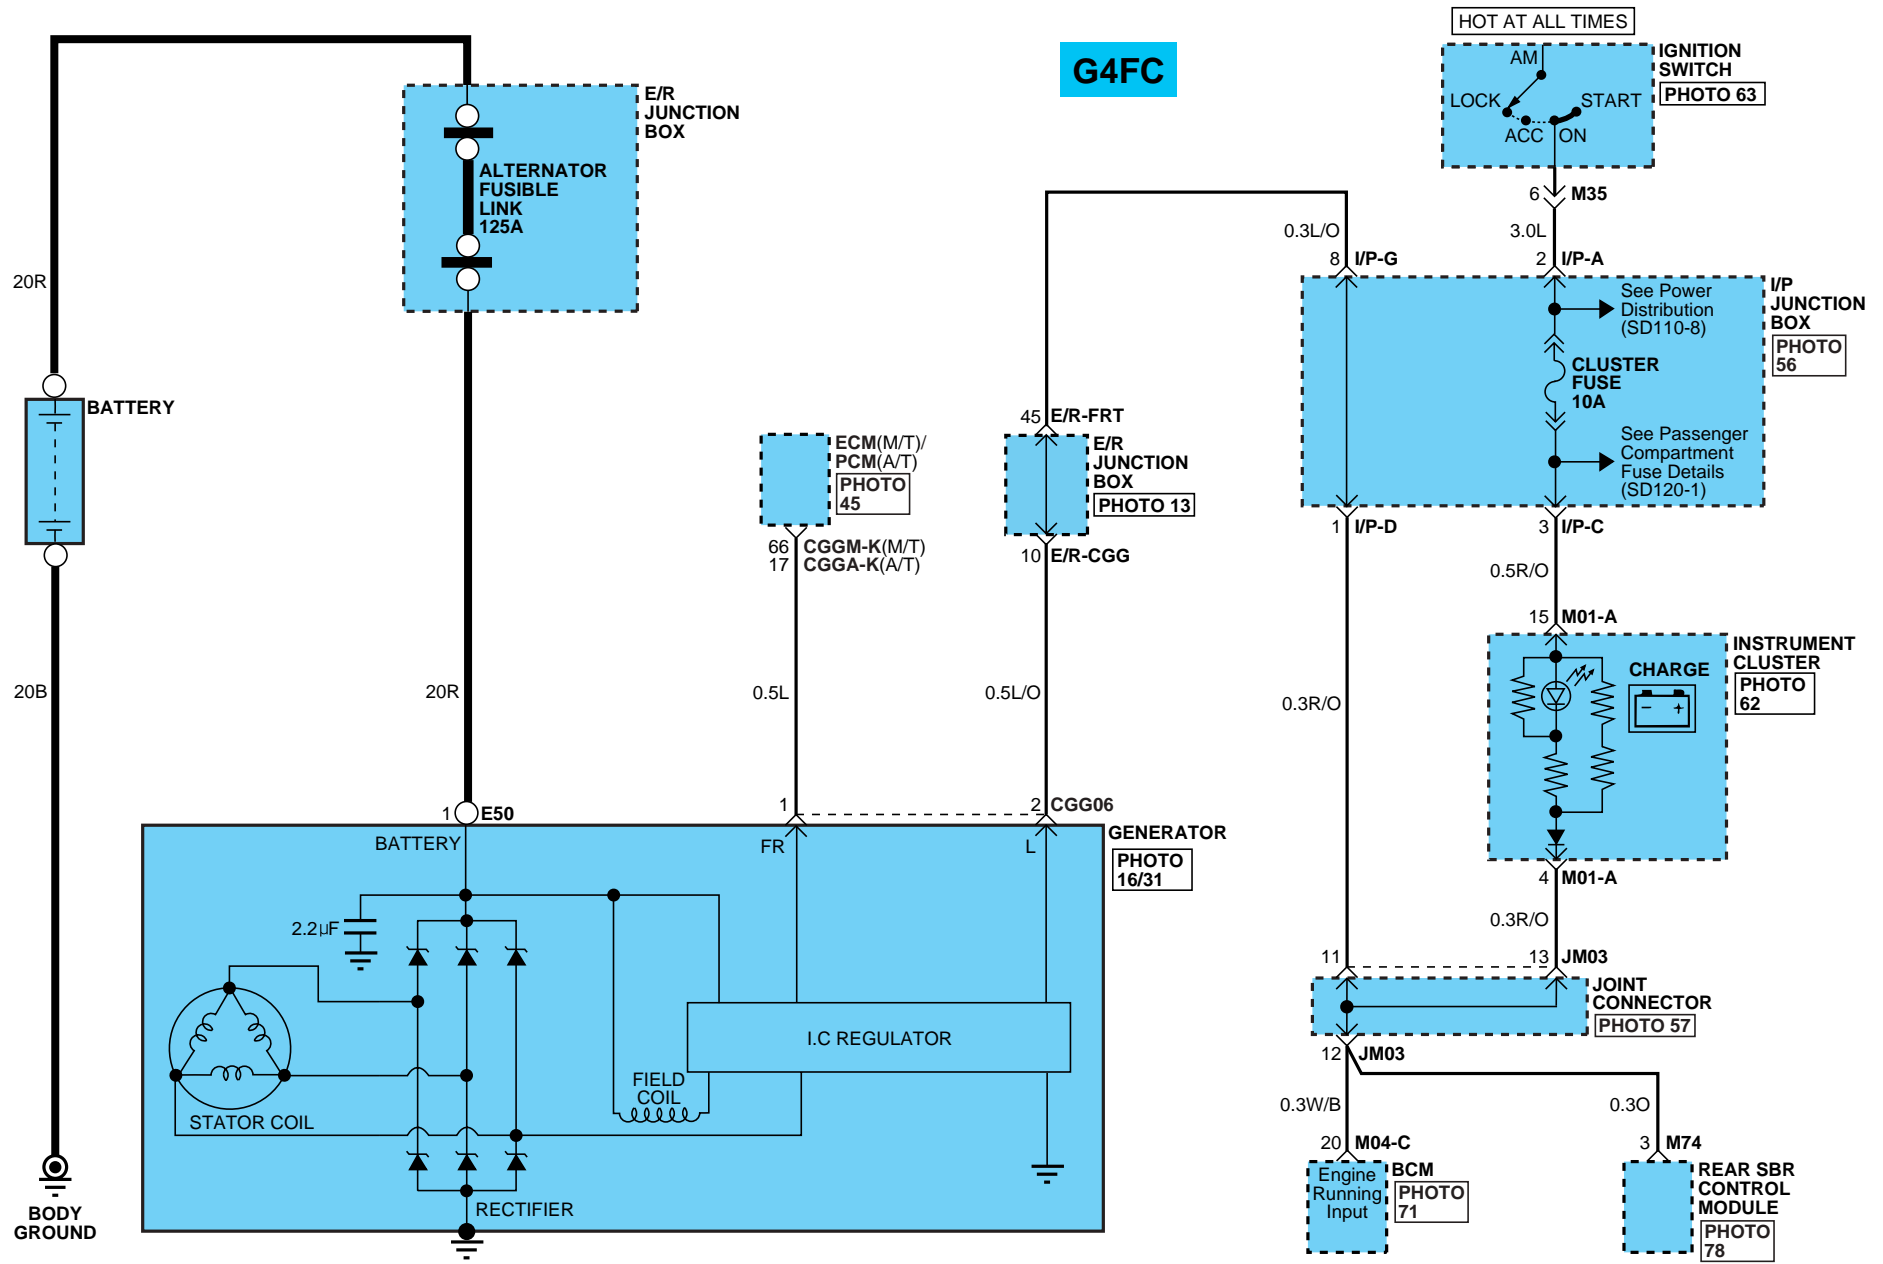 HOT AT ALL TIMES
G4FC
AM
LOCK
START
ACC
ON
IGNITION
SWITCH
PHOTO 63
6
M35
E/R
JUNCTION
BOX
ALTERNATOR
FUSIBLE
LINK
125A
20R
0.3L/O
3.0L
8
I/P-G
2
I/P-A
See Power
Distribution
(SD110-8)
I/P
JUNCTION
BOX
PHOTO
56
CLUSTER
FUSE
10A
See Passenger
Compartment
Fuse Details
(SD120-1)
BATTERY
45
E/R-FRT
E/R
JUNCTION
BOX
PHOTO 13
ECM(M/T)/
PCM(A/T)
PHOTO
45
66
CGGM-K(M/T)
17
CGGA-K(A/T)
10
E/R-CGG
1
I/P-D
3
I/P-C
0.5R/O
15
M01-A
INSTRUMENT
CLUSTER
PHOTO
62
CHARGE
- +
20B
20R
0.5L
0.5L/O
0.3R/O
1
E50
1
2
CGG06
GENERATOR
PHOTO
16/31
BATTERY
FR
L
4
M01-A
0.3R/O
2.2µF
11
13
JM03
JOINT
CONNECTOR
PHOTO 57
I.C REGULATOR
12
JM03
FIELD
COIL
STATOR COIL
0.3W/B
0.3O
20
M04-C
3
M74
Engine
Running
Input
BCM
PHOTO
71
REAR SBR
CONTROL
MODULE
PHOTO
78
RECTIFIER
BODY
GROUND